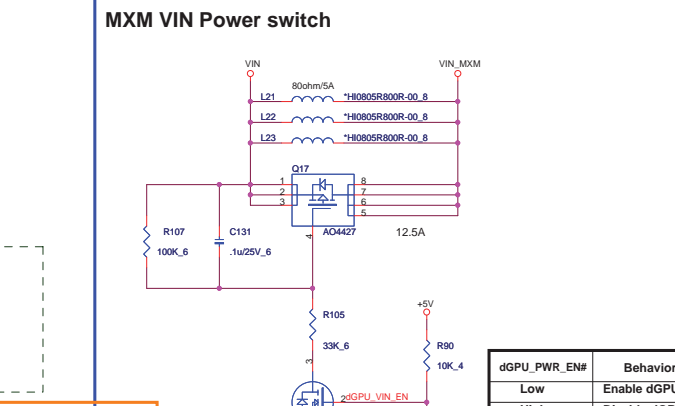 MXM VIN Power switch
VIN
VIN_MXM
80ohm/5A
L21
*HI0805R800R-00_8
L22
*HI0805R800R-00_8
L23
*HI0805R800R-00_8
Q17
1
2
3
8
7
6
5
4
AO4427
12.5A
R107
100K_6
C131
.1u/25V_6
R105
33K_6
+5V
R90
10K_4
3
2
dGPU_VIN_EN
dGPU_PWR_EN#
Behavior
Low
Enable dGPU